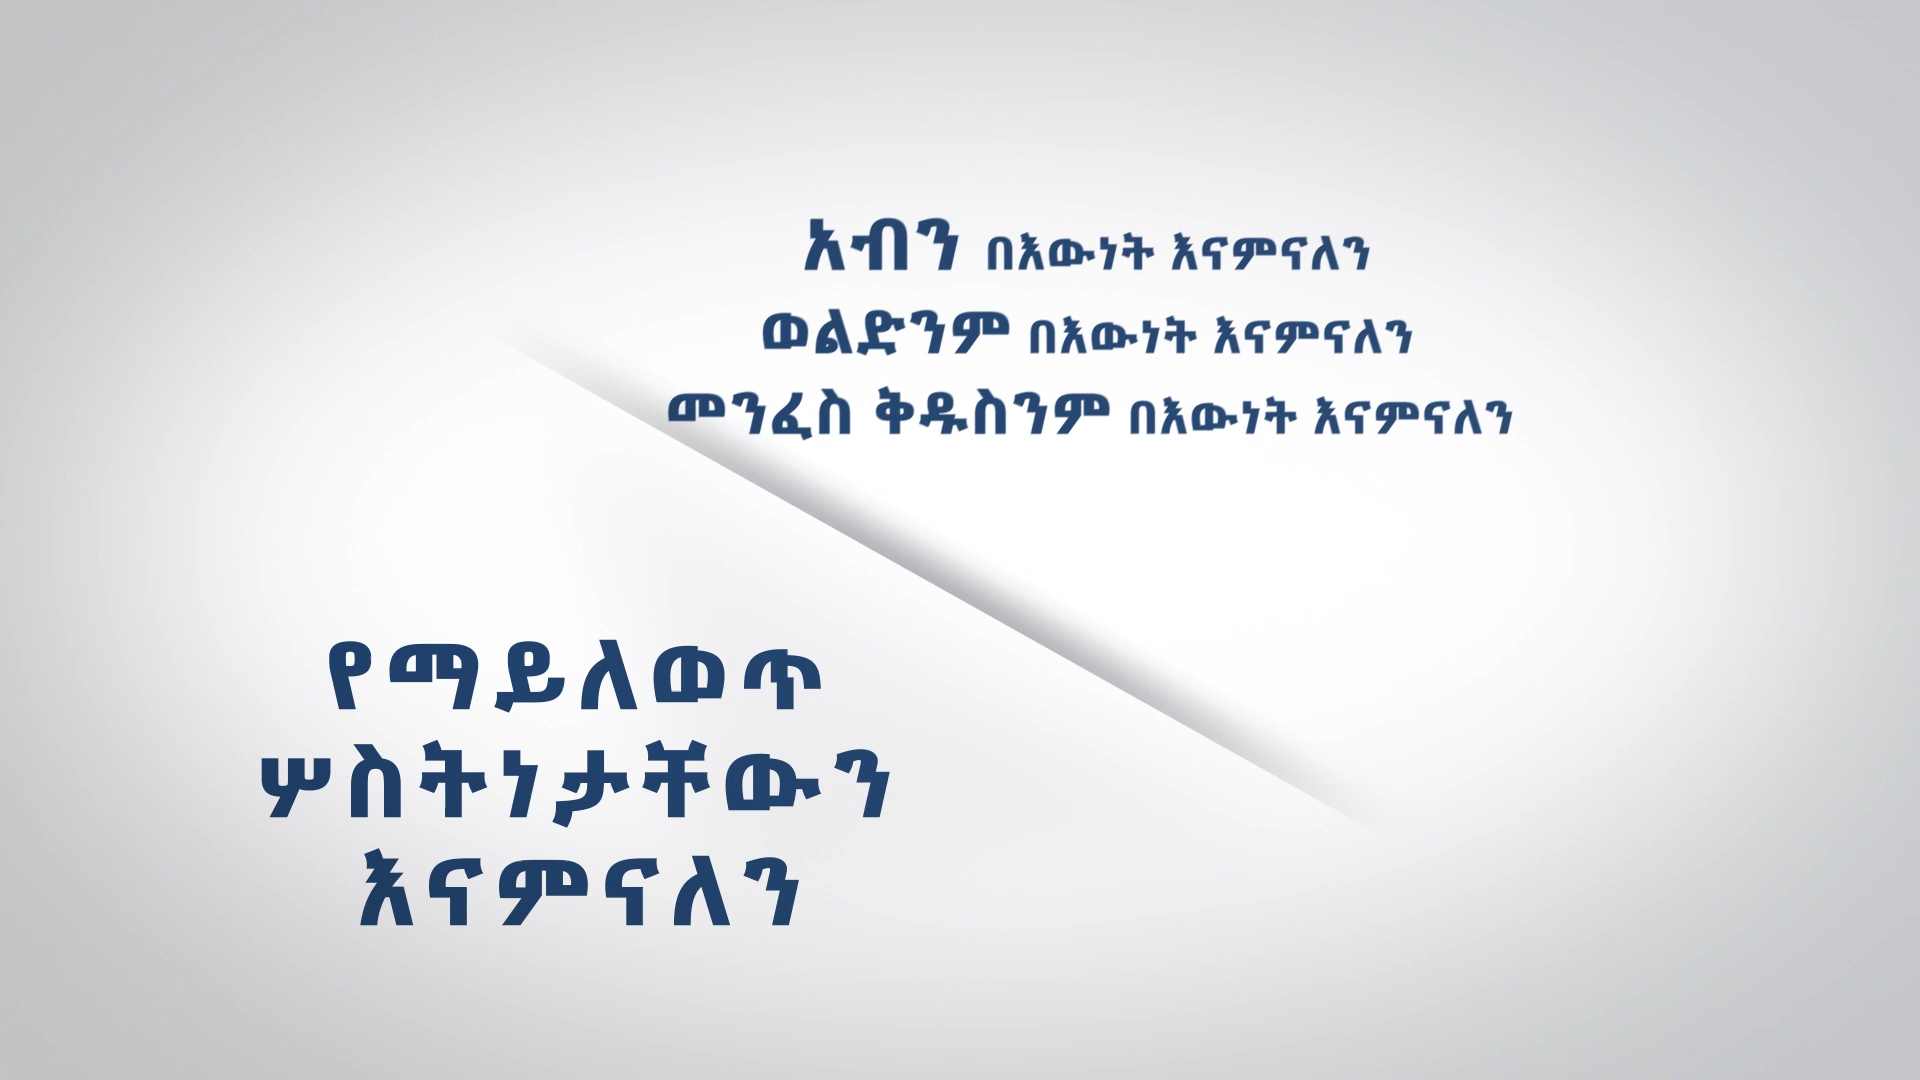 አብን በእውነት እናምናለን
ወልድንም በእውነት እናምናለን
መንፈስ ቅዱስንም በእውነት እናምናለን
የማይለወጥ
ሦስትነታቸውን
እናምናለን